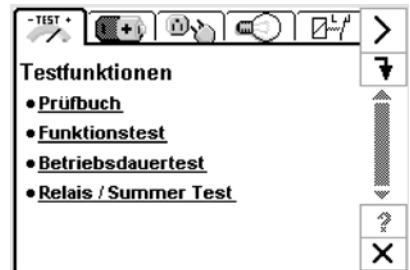 - TEST +
Testfunktionen
• Prüfbuch
• Funktionstest
• Betriebsdauertest
• Relais / Summer Test
?